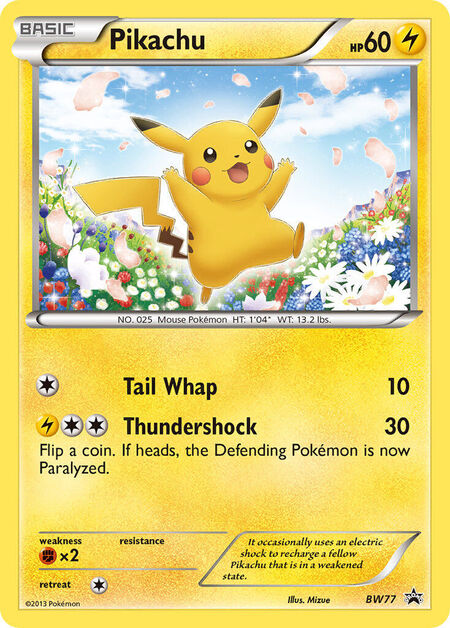 BASIC Pikachu HP60
NO. 025 Mouse Pokémon HT: 1'04" WT: 13.2 lbs.
Tail Whap 10
Thundershock 30
Flip a coin. If heads, the Defending Pokémon is now
Paralyzed.
weakness resistance
×2
retreat
It occasionally uses an electric
shock to recharge a fellow
Pikachu that is in a weakened
state.
©2013 Pokémon Illus. Mizue BW77